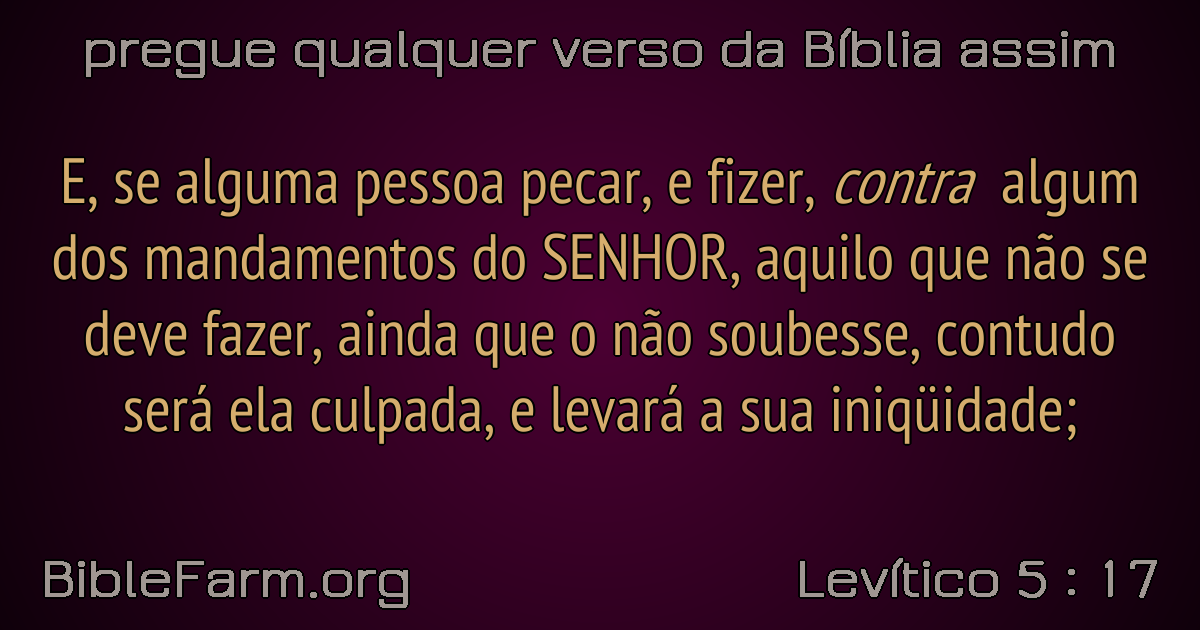 pregue qualquer verso da Bíblia assim
E, se alguma pessoa pecar, e fizer, contra algum
dos mandamentos do SENHOR, aquilo que não se
deve fazer, ainda que o não soubesse, contudo
será ela culpada, e levará a sua iniqüidade;
BibleFarm.org
Levítico 5 : 17